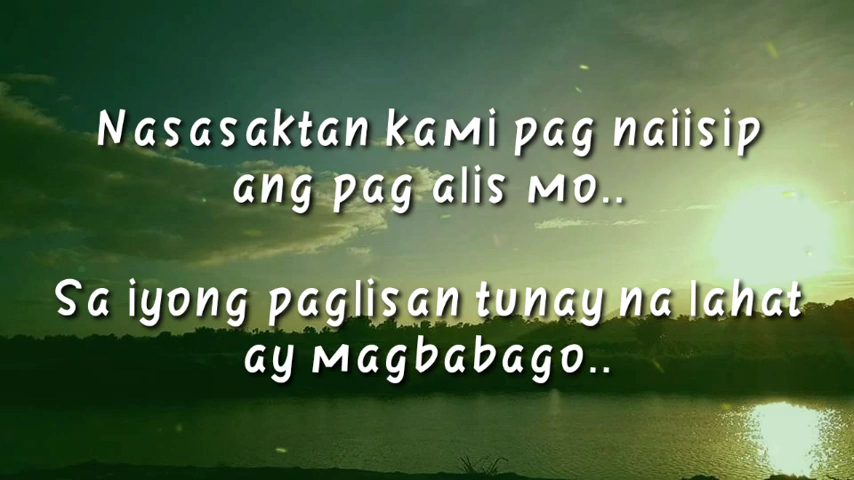 Nasasaktan kami pag naiisip
ang pag alis mo..
Sa iyong paglisan tunay na lahat
ay magbabago..